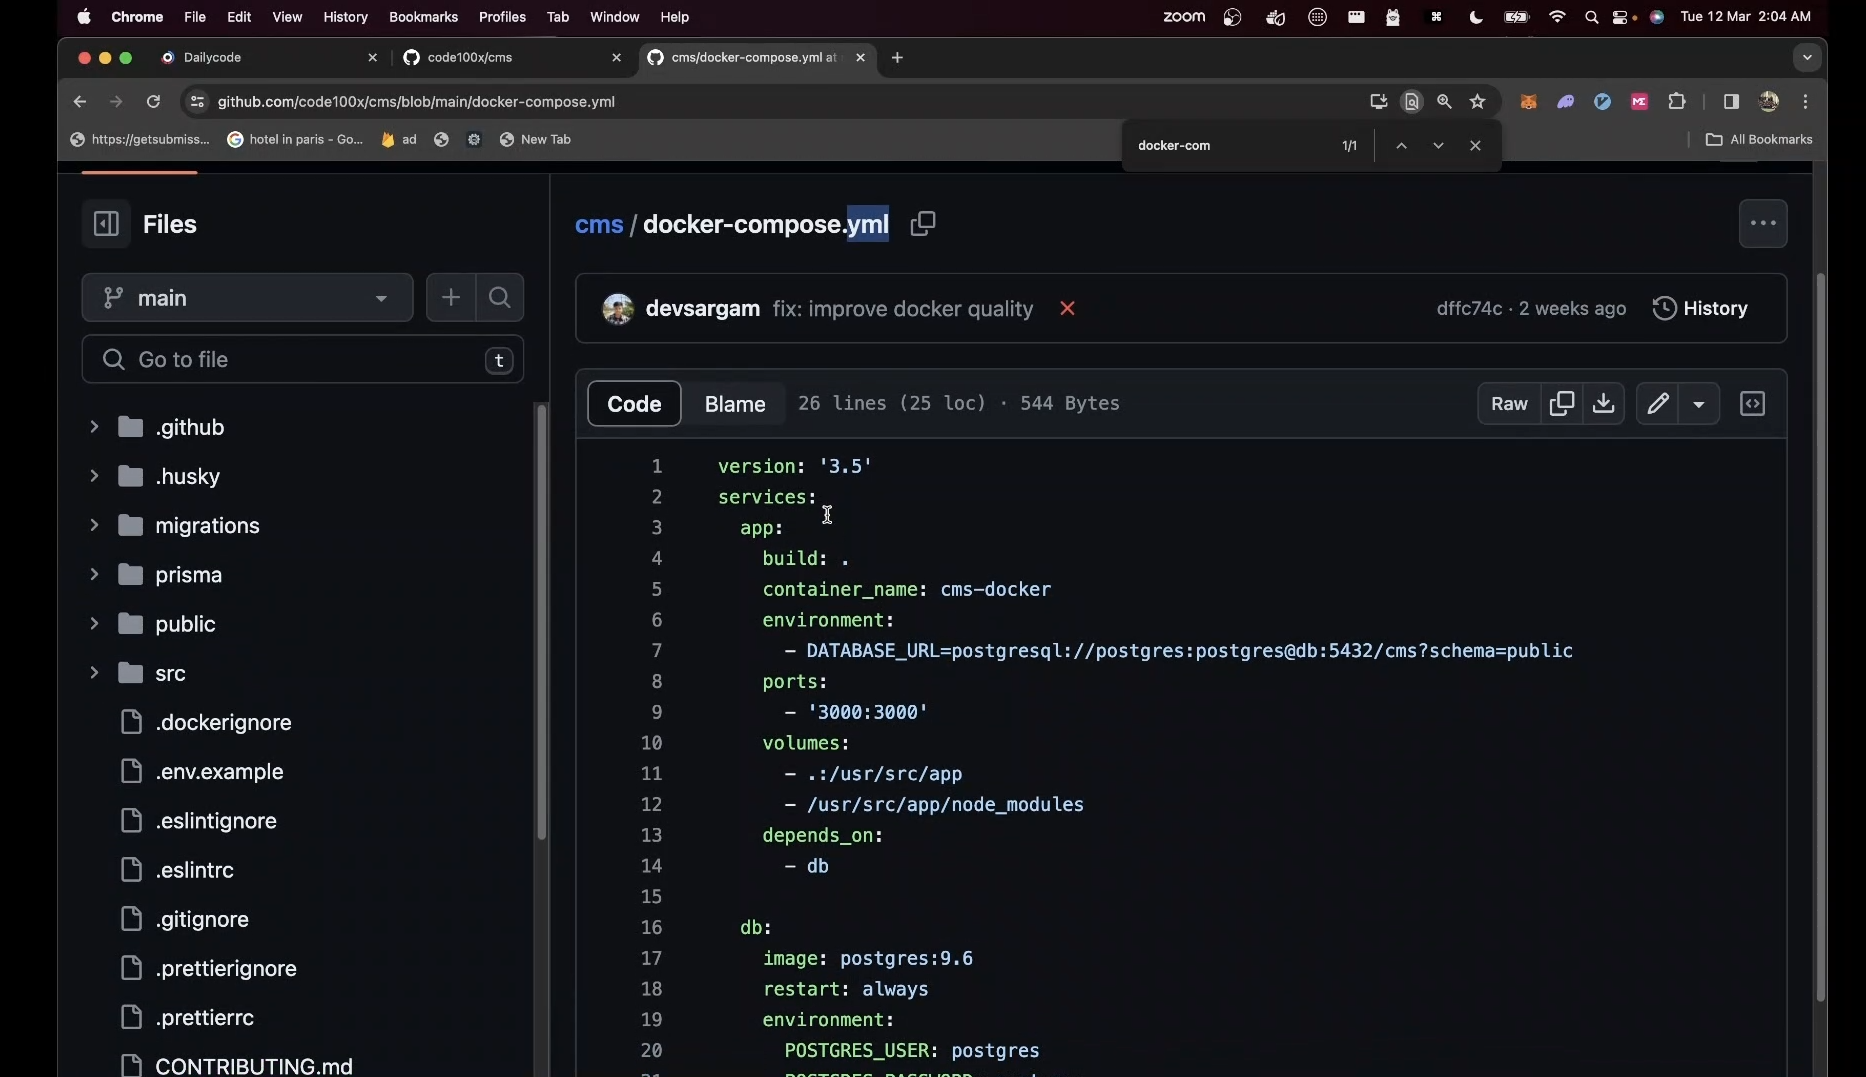 Chrome File Edit View History Bookmarks Profiles Tab Window Help zoom Tue 12 Mar 2:04 AM
Dailycode code100x/cms cms/docker-compose.yml at
github.com/code100x/cms/blob/main/docker-compose.yml
https://getsubmiss... hotel in paris - Go... ad New Tab All Bookmarks
docker-com 1/1
Files
cms / docker-compose.yml
main
devsargam fix: improve docker quality dffc74c · 2 weeks ago History
Go to file t
Code Blame 26 lines (25 loc) · 544 Bytes Raw
.github
.husky
migrations
prisma
public
src
.dockerignore
.env.example
.eslintignore
.eslintrc
.gitignore
.prettierignore
.prettierrc
CONTRIBUTING.md
1 version: '3.5'
2 services:
3 app:
4 build: .
5 container_name: cms-docker
6 environment:
7 - DATABASE_URL=postgresql://postgres:postgres@db:5432/cms?schema=public
8 ports:
9 - '3000:3000'
10 volumes:
11 - .:/usr/src/app
12 - /usr/src/app/node_modules
13 depends_on:
14 - db
15
16 db:
17 image: postgres:9.6
18 restart: always
19 environment:
20 POSTGRES_USER: postgres